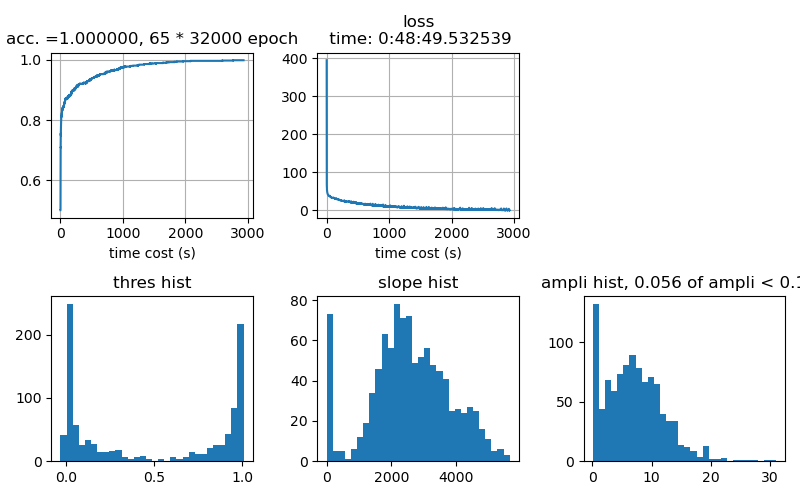 acc. =1.000000, 65 * 32000 epoch
1.0
0.8
0.6
0 1000 2000 3000
time cost (s)
loss
time: 0:48:49.532539
400
300
200
100
0
0 1000 2000 3000
time cost (s)
thres hist
200
100
0
0.0 0.5 1.0
slope hist
80
60
40
20
0
0 2000 4000
ampli hist, 0.056 of ampli < 0.1
100
50
0
0 10 20 30